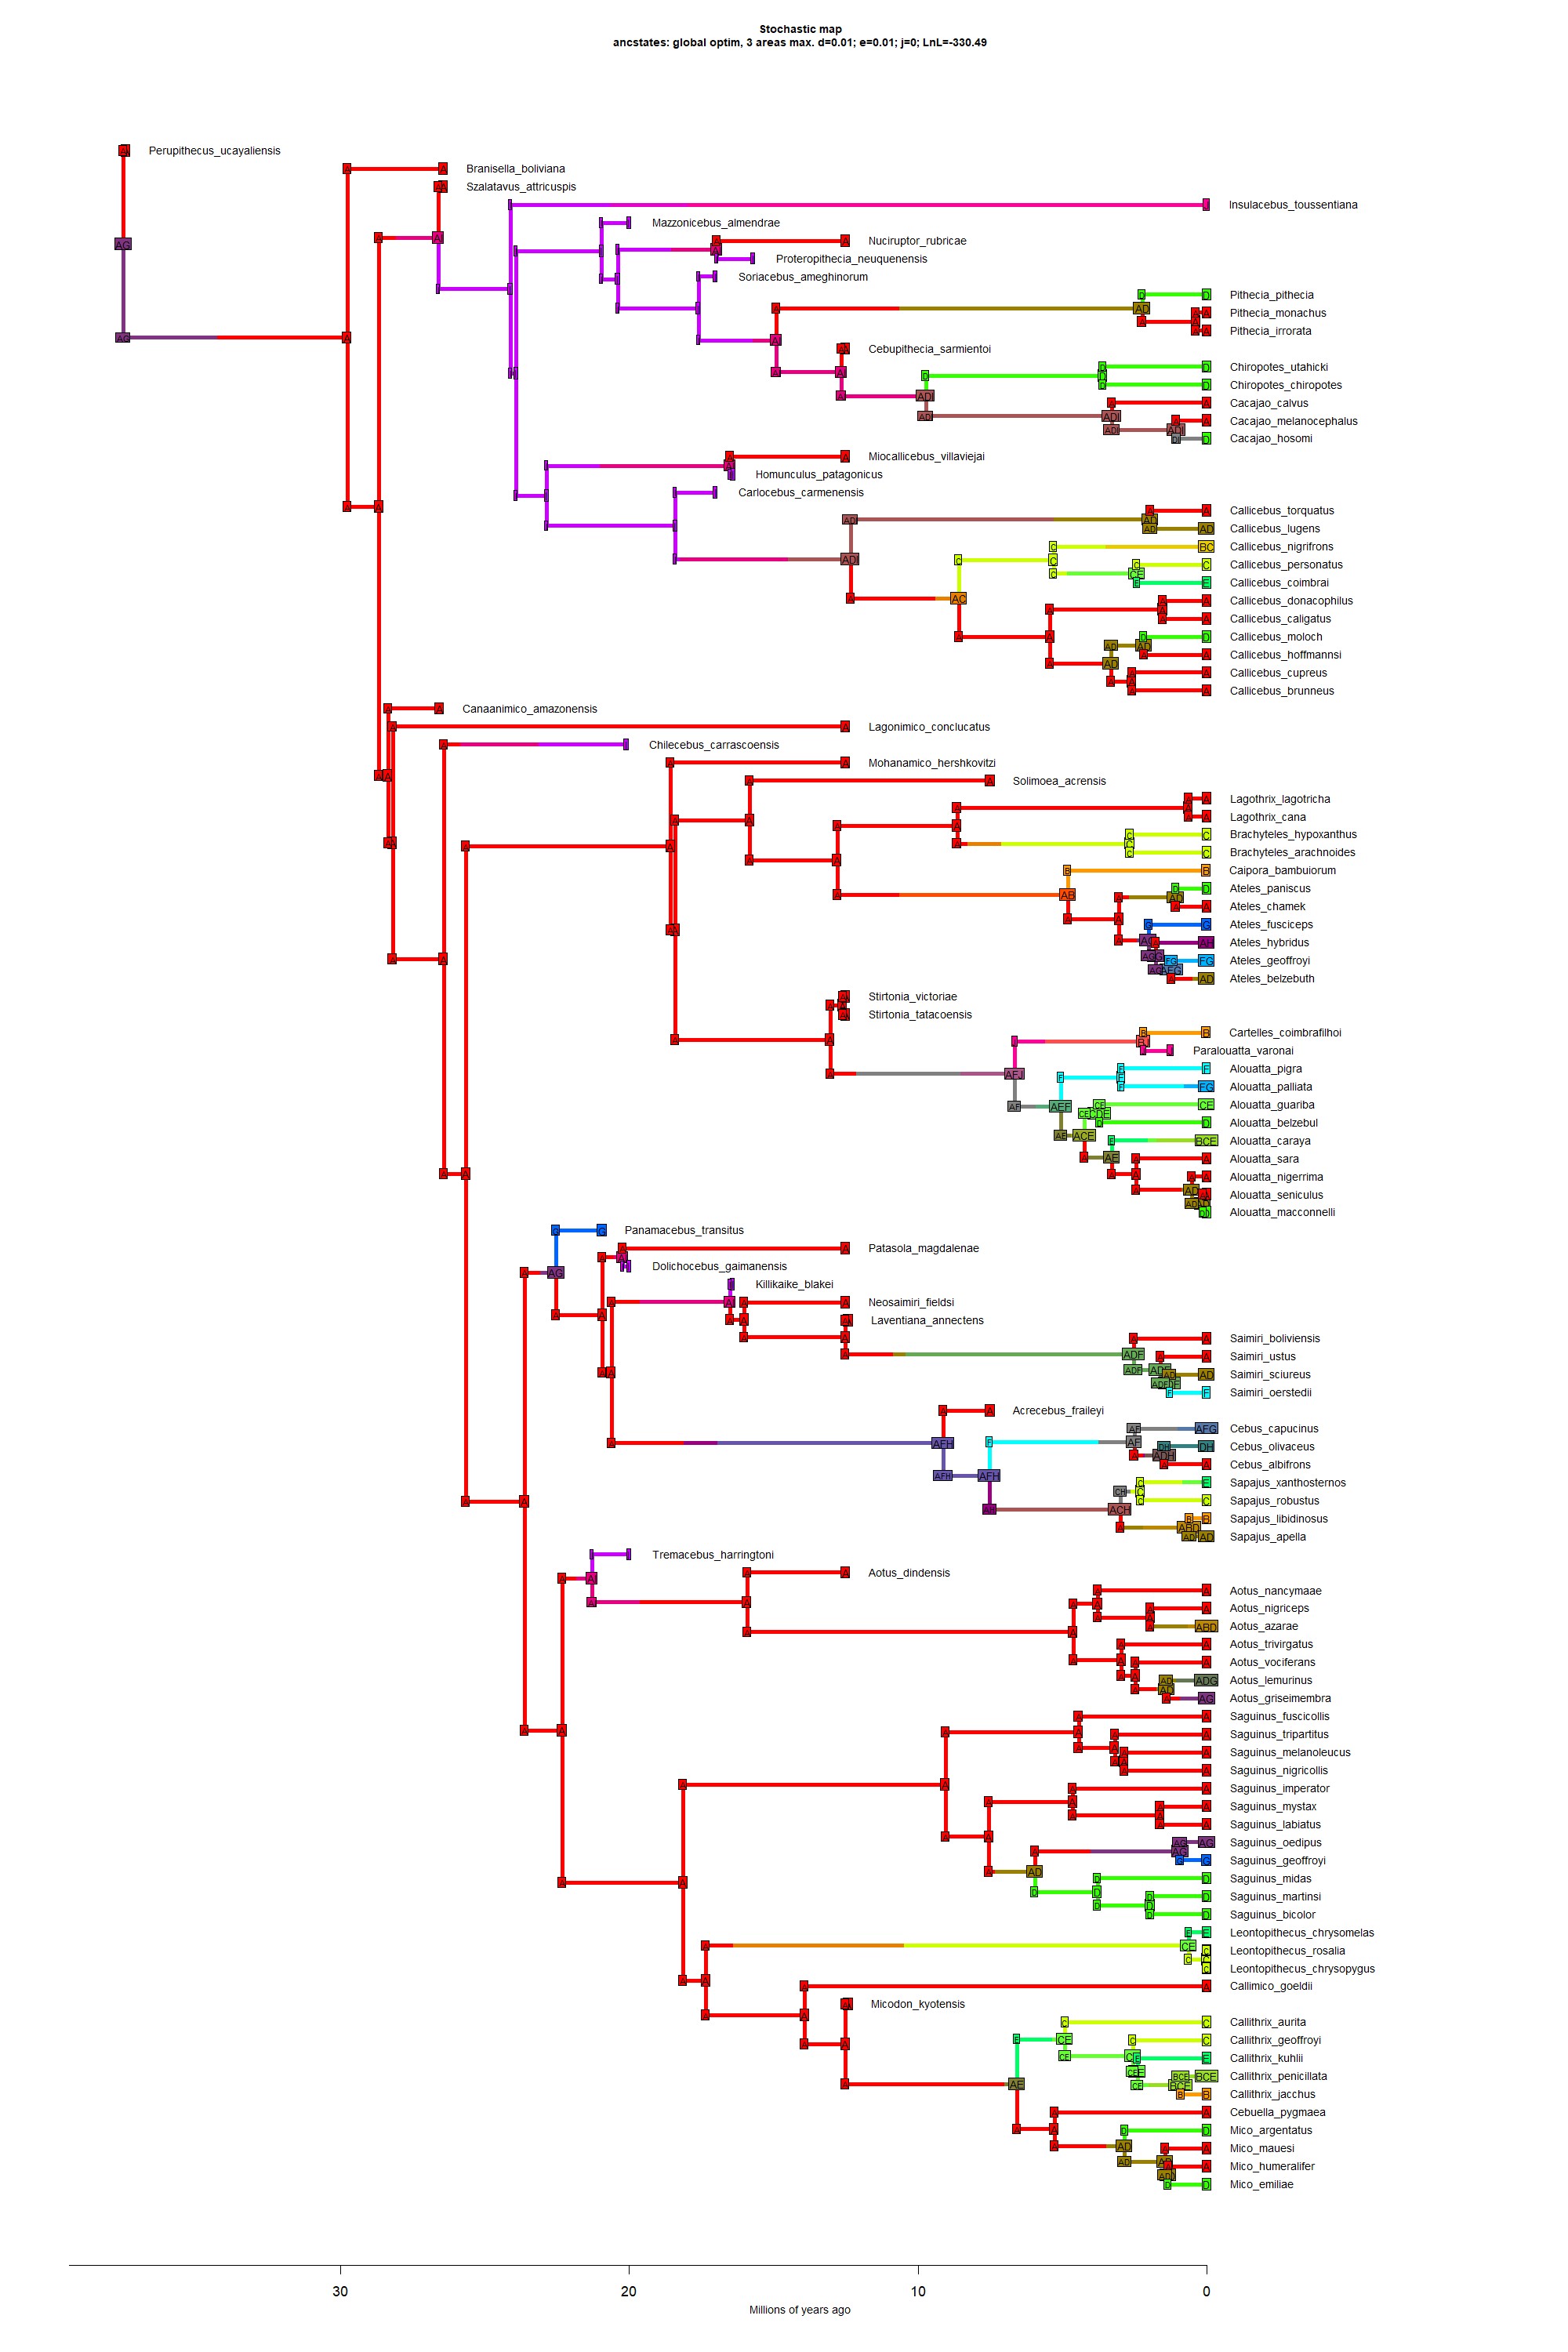 Stochastic map
ancstates: global optim, 3 areas max. d=0.01; e=0.01; j=0; LnL=-330.49
Perupithecus_ucayaliensis
Branisella_boliviana
Szalatavus_attricuspis
Insulacebus_toussentiana
Mazzonicebus_almendrae
Nuciruptor_rubricae
Proteropithecia_neuquenensis
Soriacebus_ameghinorum
Pithecia_pithecia
Pithecia_monachus
Pithecia_irrorata
Cebupithecia_sarmientoi
Chiropotes_utahicki
Chiropotes_chiropotes
Cacajao_calvus
Cacajao_melanocephalus
Cacajao_hosomi
Miocallicebus_villaviejai
Homunculus_patagonicus
Carlocebus_carmenensis
Callicebus_torquatus
Callicebus_lugens
Callicebus_nigrifrons
Callicebus_personatus
Callicebus_coimbrai
Callicebus_donacophilus
Callicebus_caligatus
Callicebus_moloch
Callicebus_hoffmannsi
Callicebus_cupreus
Callicebus_brunneus
Canaanimico_amazonensis
Lagonimico_conclucatus
Chilecebus_carrascoensis
Mohanamico_hershkovitzi
Solimoea_acrensis
Lagothrix_lagotricha
Lagothrix_cana
Brachyteles_hypoxanthus
Brachyteles_arachnoides
Caipora_bambuiorum
Ateles_paniscus
Ateles_chamek
Ateles_fusciceps
Ateles_hybridus
Ateles_geoffroyi
Ateles_belzebuth
Stirtonia_victoriae
Stirtonia_tatacoensis
Cartelles_coimbrafilhoi
Paralouatta_varonai
Alouatta_pigra
Alouatta_palliata
Alouatta_guariba
Alouatta_belzebul
Alouatta_caraya
Alouatta_sara
Alouatta_nigerrima
Alouatta_seniculus
Alouatta_macconnelli
Panamacebus_transitus
Patasola_magdalenae
Dolichocebus_gaimanensis
Killikaike_blakei
Neosaimiri_fieldsi
Laventiana_annectens
Saimiri_boliviensis
Saimiri_ustus
Saimiri_sciureus
Saimiri_oerstedii
Acrecebus_fraileyi
Cebus_capucinus
Cebus_olivaceus
Cebus_albifrons
Sapajus_xanthosternos
Sapajus_robustus
Sapajus_libidinosus
Sapajus_apella
Tremacebus_harringtoni
Aotus_dindensis
Aotus_nancymaae
Aotus_nigriceps
Aotus_azarae
Aotus_trivirgatus
Aotus_vociferans
Aotus_lemurinus
Aotus_griseimembra
Saguinus_fuscicollis
Saguinus_tripartitus
Saguinus_melanoleucus
Saguinus_nigricollis
Saguinus_imperator
Saguinus_mystax
Saguinus_labiatus
Saguinus_oedipus
Saguinus_geoffroyi
Saguinus_midas
Saguinus_martinsi
Saguinus_bicolor
Leontopithecus_chrysomelas
Leontopithecus_rosalia
Leontopithecus_chrysopygus
Callimico_goeldii
Micodon_kyotensis
Callithrix_aurita
Callithrix_geoffroyi
Callithrix_kuhlii
Callithrix_penicillata
Callithrix_jacchus
Cebuella_pygmaea
Mico_argentatus
Mico_mauesi
Mico_humeralifer
Mico_emiliae
30 20 10 0
Millions of years ago